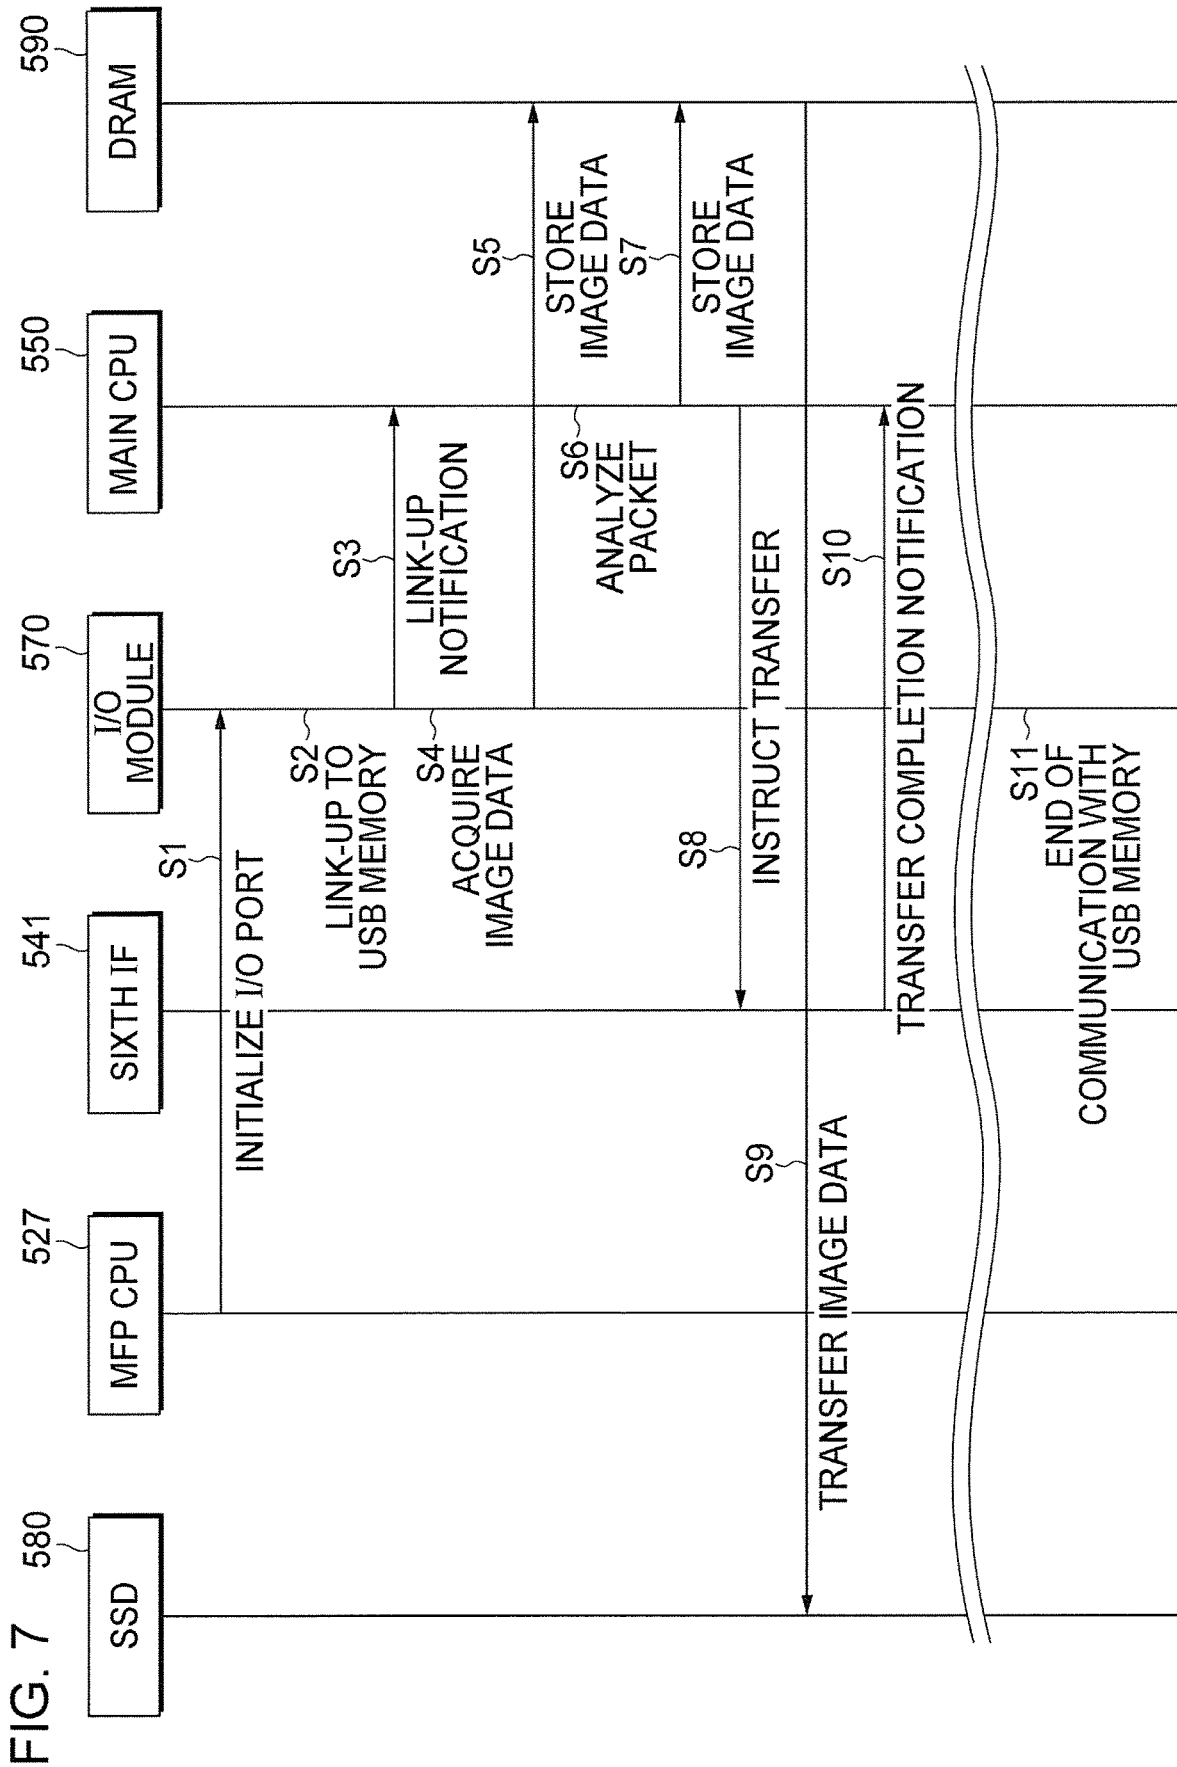 FIG. 7
580
527
541
570
550
590
SSD
MFP CPU
SIXTH IF
I/O
MODULE
MAIN CPU
DRAM
S1
INITIALIZE I/O PORT
S2
LINK-UP TO
USB MEMORY
S3
LINK-UP
NOTIFICATION
S4
ACQUIRE
IMAGE DATA
S5
STORE
IMAGE DATA
S6
ANALYZE
PACKET
S7
STORE
IMAGE DATA
S8
INSTRUCT TRANSFER
S9
TRANSFER IMAGE DATA
S10
TRANSFER COMPLETION NOTIFICATION
S11
END OF
COMMUNICATION WITH
USB MEMORY